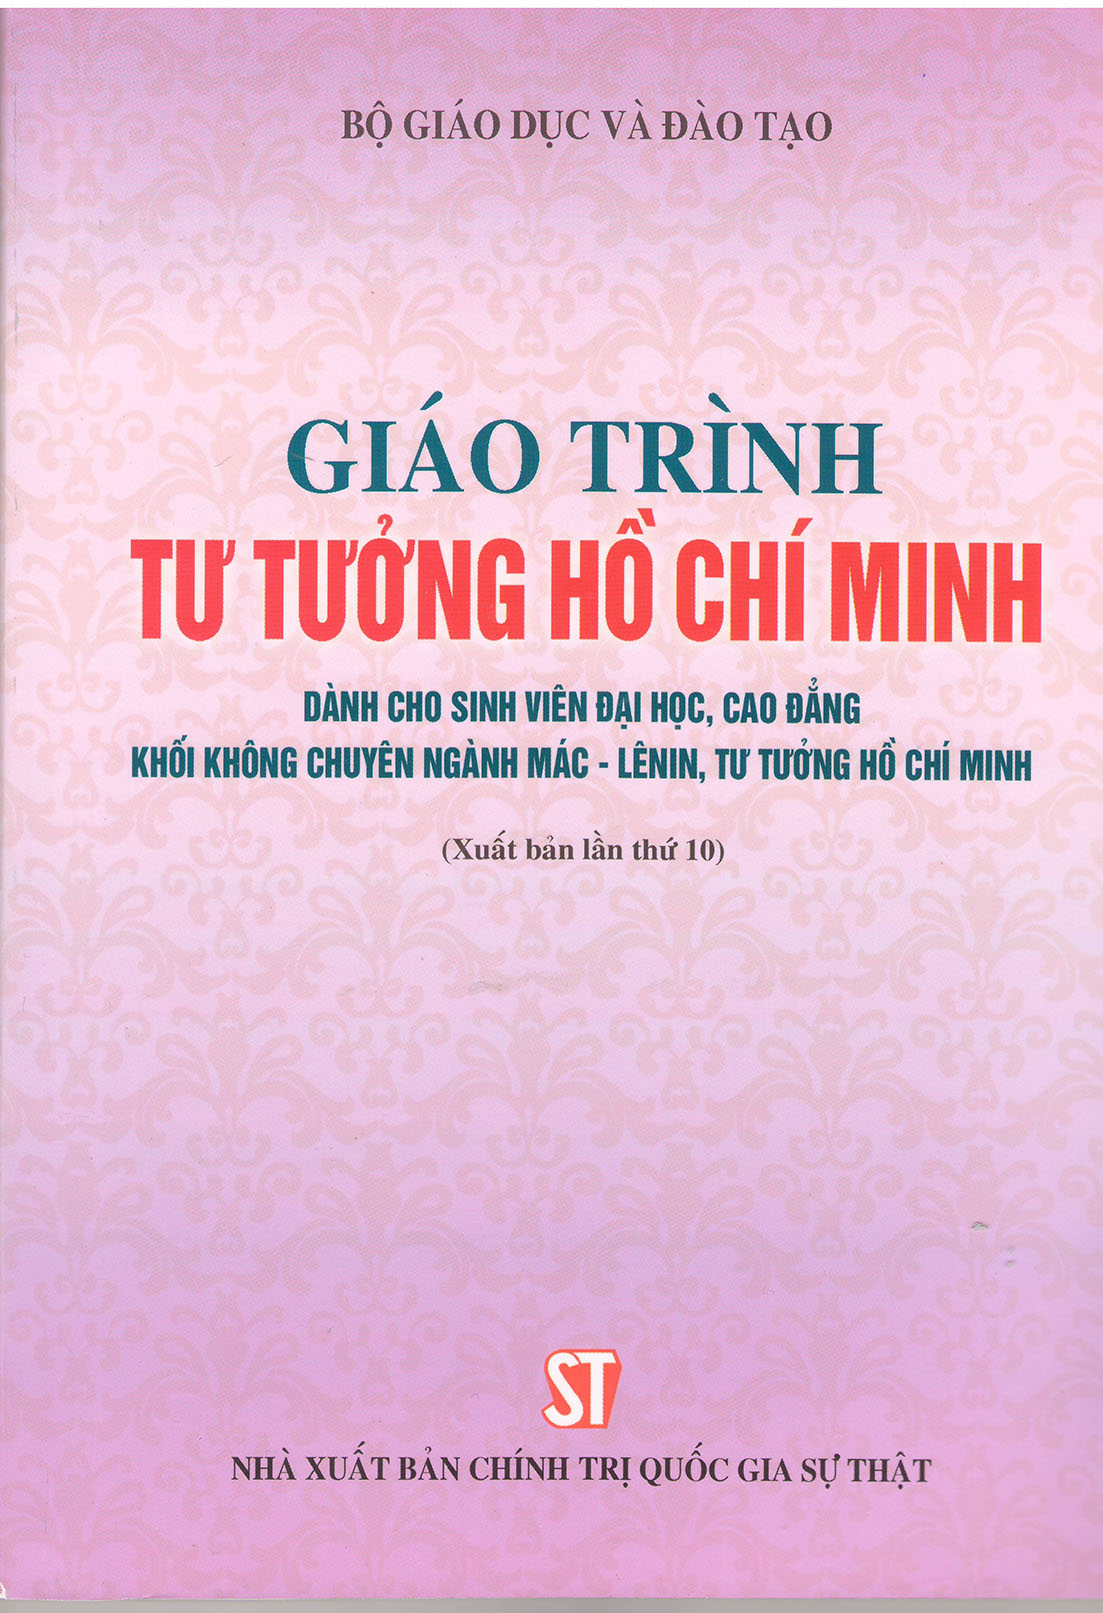 BỘ GIÁO DỤC VÀ ĐÀO TẠO
GIÁO TRÌNH
TƯ TƯỞNG HỒ CHÍ MINH
DÀNH CHO SINH VIÊN ĐẠI HỌC, CAO ĐẲNG
KHỐI KHÔNG CHUYÊN NGÀNH MÁC - LÊNIN, TƯ TƯỞNG HỒ CHÍ MINH
(Xuất bản lần thứ 10)
ST
NHÀ XUẤT BẢN CHÍNH TRỊ QUỐC GIA SỰ THẬT